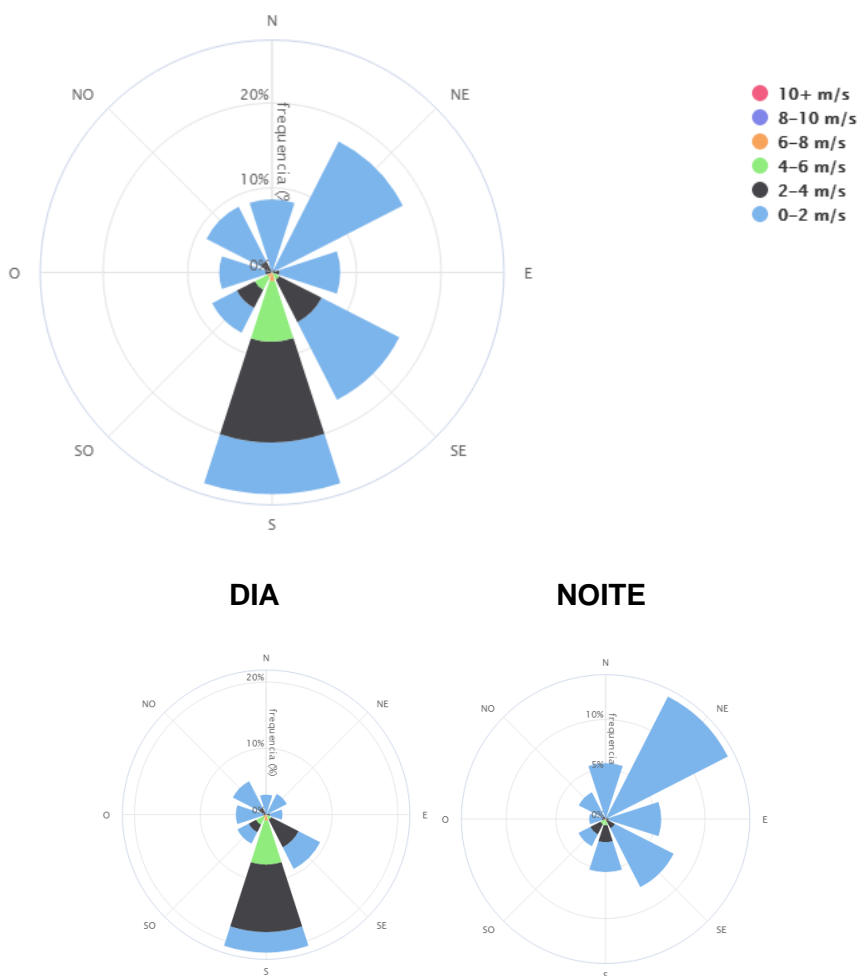 N
NO
NE
20%
frequencia (%
10%
0%
O
E
SO
SE
S
10+ m/s
8–10 m/s
6–8 m/s
4–6 m/s
2–4 m/s
0–2 m/s
DIA
NOITE
N
20%
NO
NE
frequencia (%)
10%
0%
O
E
SO
SE
S
N
NO
NE
10%
frequencia
5%
0%
O
E
SO
SE
S